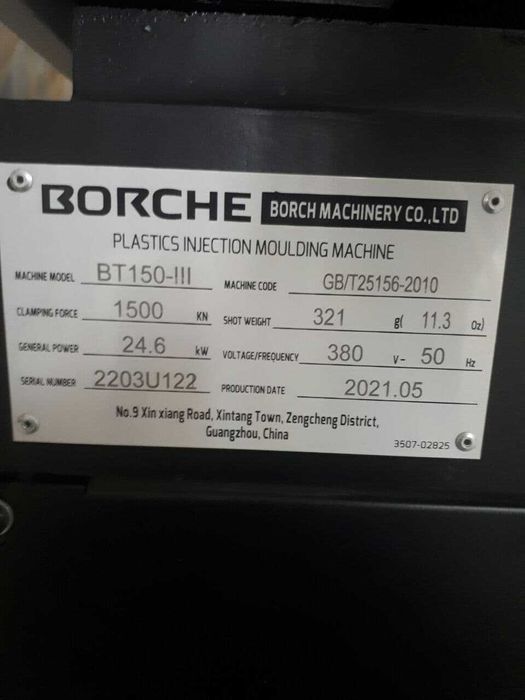 BORCHE BORCH MACHINERY CO.,LTD
PLASTICS INJECTION MOULDING MACHINE
MACHINE MODEL BT150-III MACHINE CODE GB/T25156-2010
CLAMPING FORCE 1500 KN SHOT WEIGHT 321 g( 11.3 Oz)
GENERAL POWER 24.6 kW VOLTAGE/FREQUENCY 380 V- 50 Hz
SERIAL NUMBER 2203U122 PRODUCTION DATE 2021.05
No.9 Xin xiang Road, Xintang Town, Zengcheng District,
Guangzhou, China
3507-02825